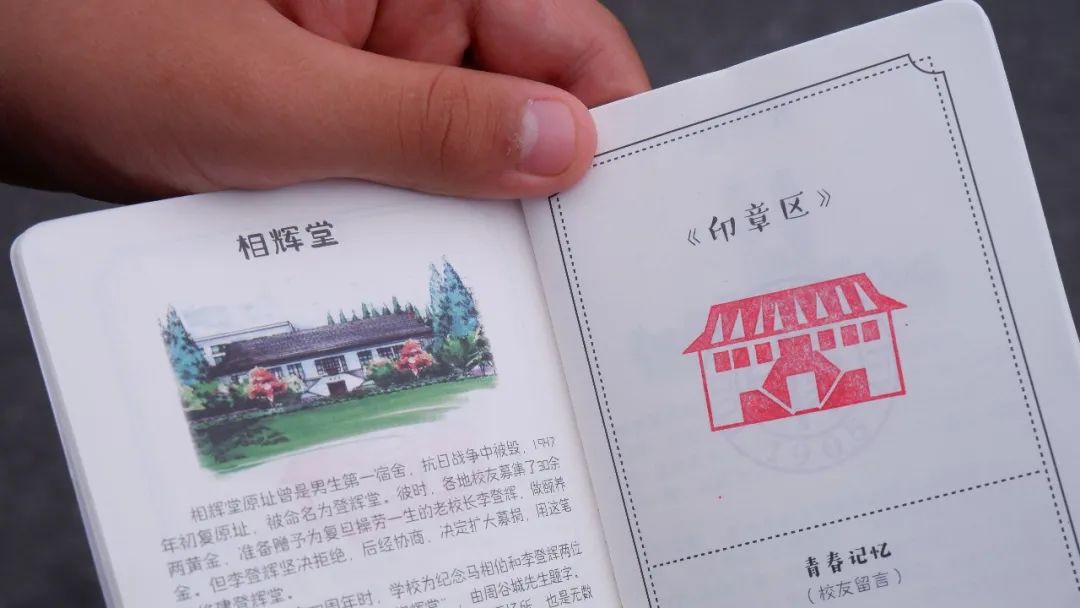 相辉堂
相辉堂原址曾是男生第一宿舍,抗日战争中被毁,1947
年初复原址,被命名为登辉堂。彼时,各地校友募集了30余
两黄金,准备赠予为复旦操劳一生的老校长李登辉,做颐养
金。但李登辉坚决拒绝,后经协商,决定扩大募捐,用这笔
修建登辉堂。
周年时,学校为纪念马相伯和李登辉两位
”,由周谷城先生题字。
也是无数
《印章区》
1905
青春记忆
(校友留言)